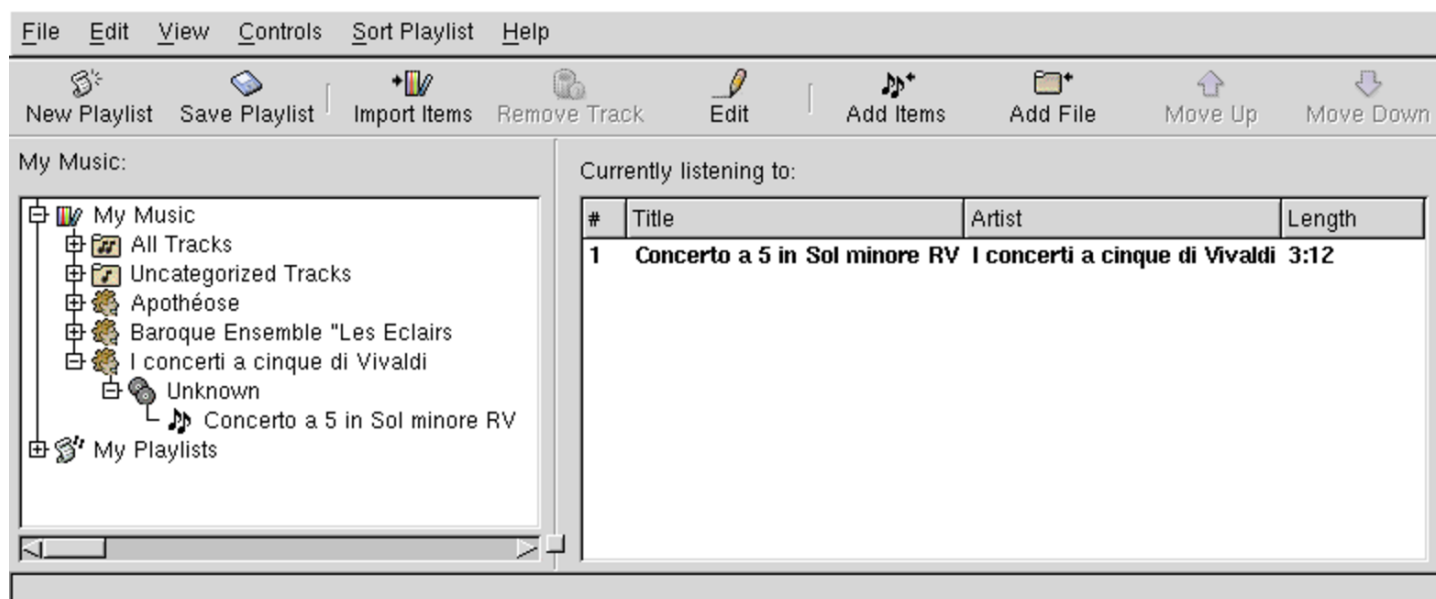 File Edit View Controls Sort Playlist Help
New Playlist Save Playlist Import Items Remove Track Edit Add Items Add File Move Up Move Down
My Music:
My Music
All Tracks
Uncategorized Tracks
Apothéose
Baroque Ensemble "Les Eclairs
I concerti a cinque di Vivaldi
Unknown
Concerto a 5 in Sol minore RV
My Playlists
Currently listening to:
# Title Artist Length
1 Concerto a 5 in Sol minore RV I concerti a cinque di Vivaldi 3:12